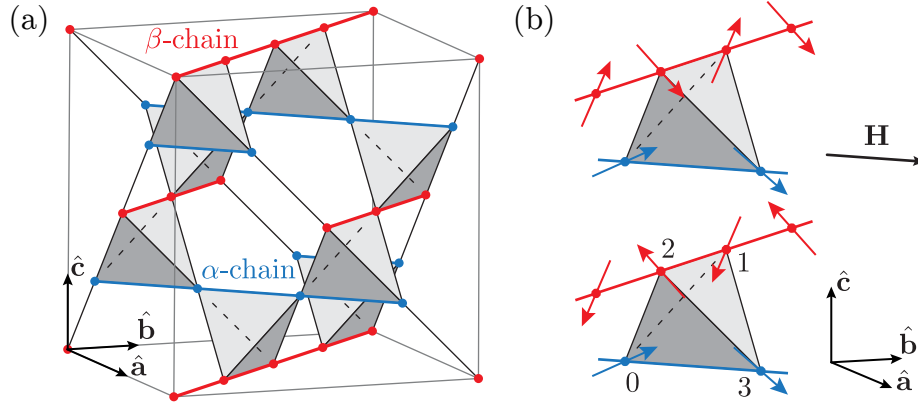 (a)
β-chain
α-chain
ĉ
b̂
â
(b)
H
2
1
0
3
ĉ
b̂
â